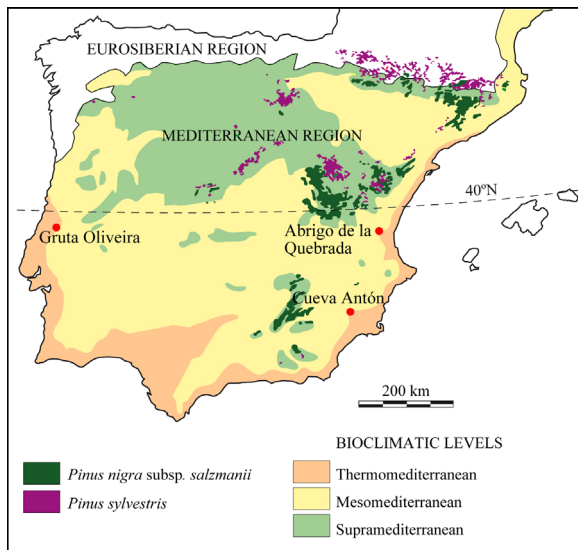 EUROSIBERIAN REGION
MEDITERRANEAN REGION
40ºN
Gruta Oliveira
Abrigo de la
Quebrada
Cueva Antón
200 km
BIOCLIMATIC LEVELS
Pinus nigra subsp. salzmanii
Pinus sylvestris
Thermomediterranean
Mesomediterranean
Supramediterranean